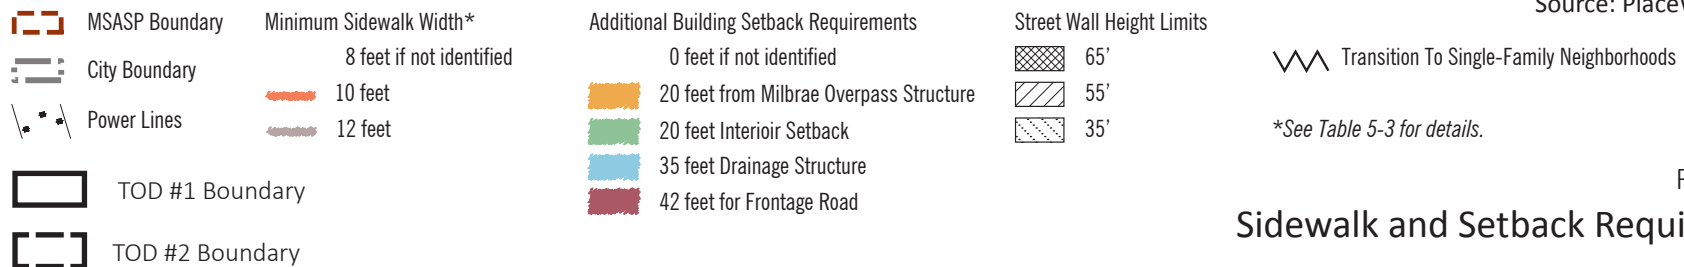 Source: Place
MSASP Boundary
City Boundary
Power Lines
TOD #1 Boundary
TOD #2 Boundary
Minimum Sidewalk Width*
8 feet if not identified
10 feet
12 feet
Additional Building Setback Requirements
0 feet if not identified
20 feet from Milbrae Overpass Structure
20 feet Interioir Setback
35 feet Drainage Structure
42 feet for Frontage Road
Street Wall Height Limits
65'
55'
35'
Transition To Single-Family Neighborhoods
*See Table 5-3 for details.
Sidewalk and Setback Requi